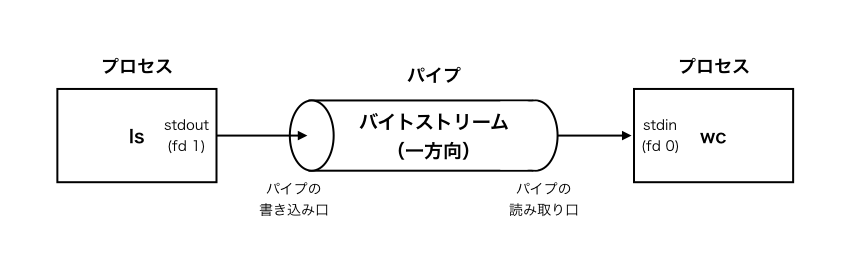 プロセス
ls
stdout
(fd 1)
パイプ
バイトストリーム
（一方向）
パイプの
書き込み口
パイプの
読み取り口
プロセス
stdin
(fd 0)
wc